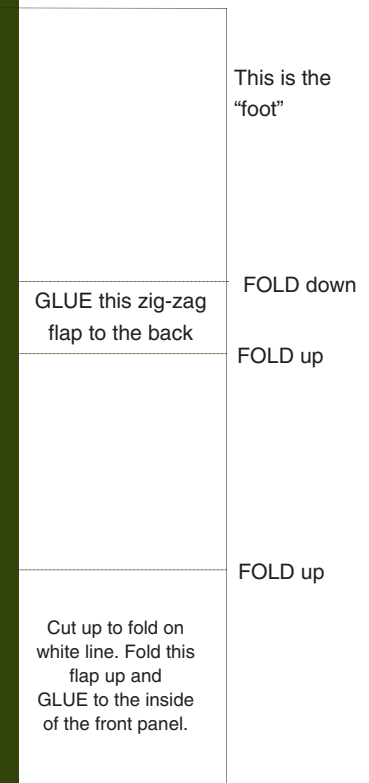 This is the
“foot”
FOLD down
GLUE this zig-zag
flap to the back
FOLD up
FOLD up
Cut up to fold on
white line. Fold this
flap up and
GLUE to the inside
of the front panel.